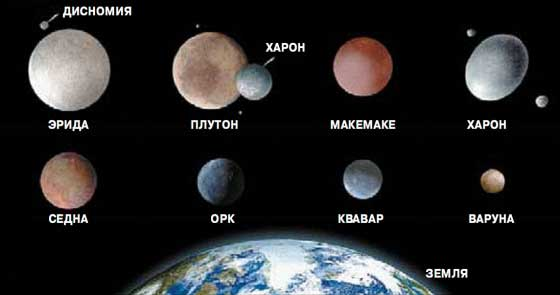 ДИСНОМИЯ
ХАРОН
ЭРИДА
ПЛУТОН
МАКЕМАКЕ
ХАРОН
СЕДНА
ОРК
КВАВАР
ВАРУНА
ЗЕМЛЯ